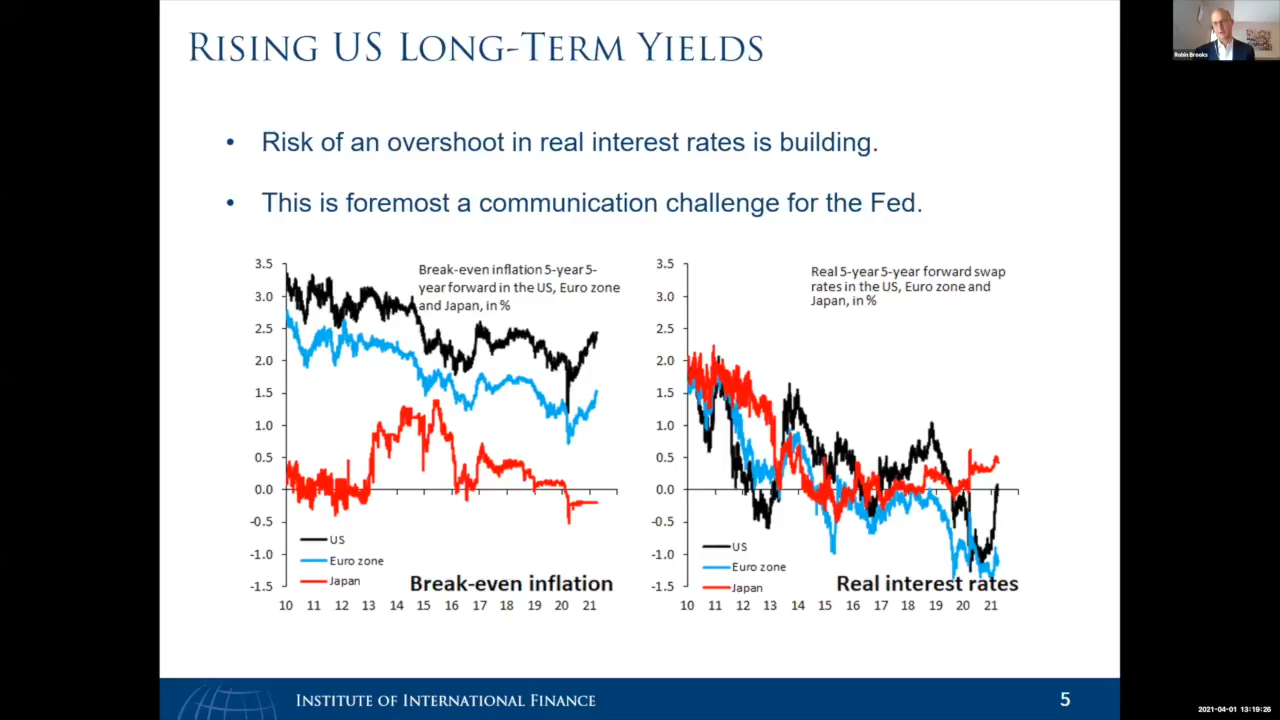 RISING US LONG-TERM YIELDS
Robin Brooks
• Risk of an overshoot in real interest rates is building.
• This is foremost a communication challenge for the Fed.
Break-even inflation 5-year 5-
year forward in the US, Euro zone
and Japan, in %
3.5
3.0
2.5
2.0
1.5
1.0
0.5
0.0
-0.5
-1.0
-1.5
US
Euro zone
Japan
Break-even inflation
10 11 12 13 14 15 16 17 18 19 20 21
Real 5-year 5-year forward swap
rates in the US, Euro zone and
Japan, in %
3.5
3.0
2.5
2.0
1.5
1.0
0.5
0.0
-0.5
-1.0
-1.5
US
Euro zone
Japan
Real interest rates
10 11 12 13 14 15 16 17 18 19 20 21
INSTITUTE OF INTERNATIONAL FINANCE
5
2021-04-01 13:19:26